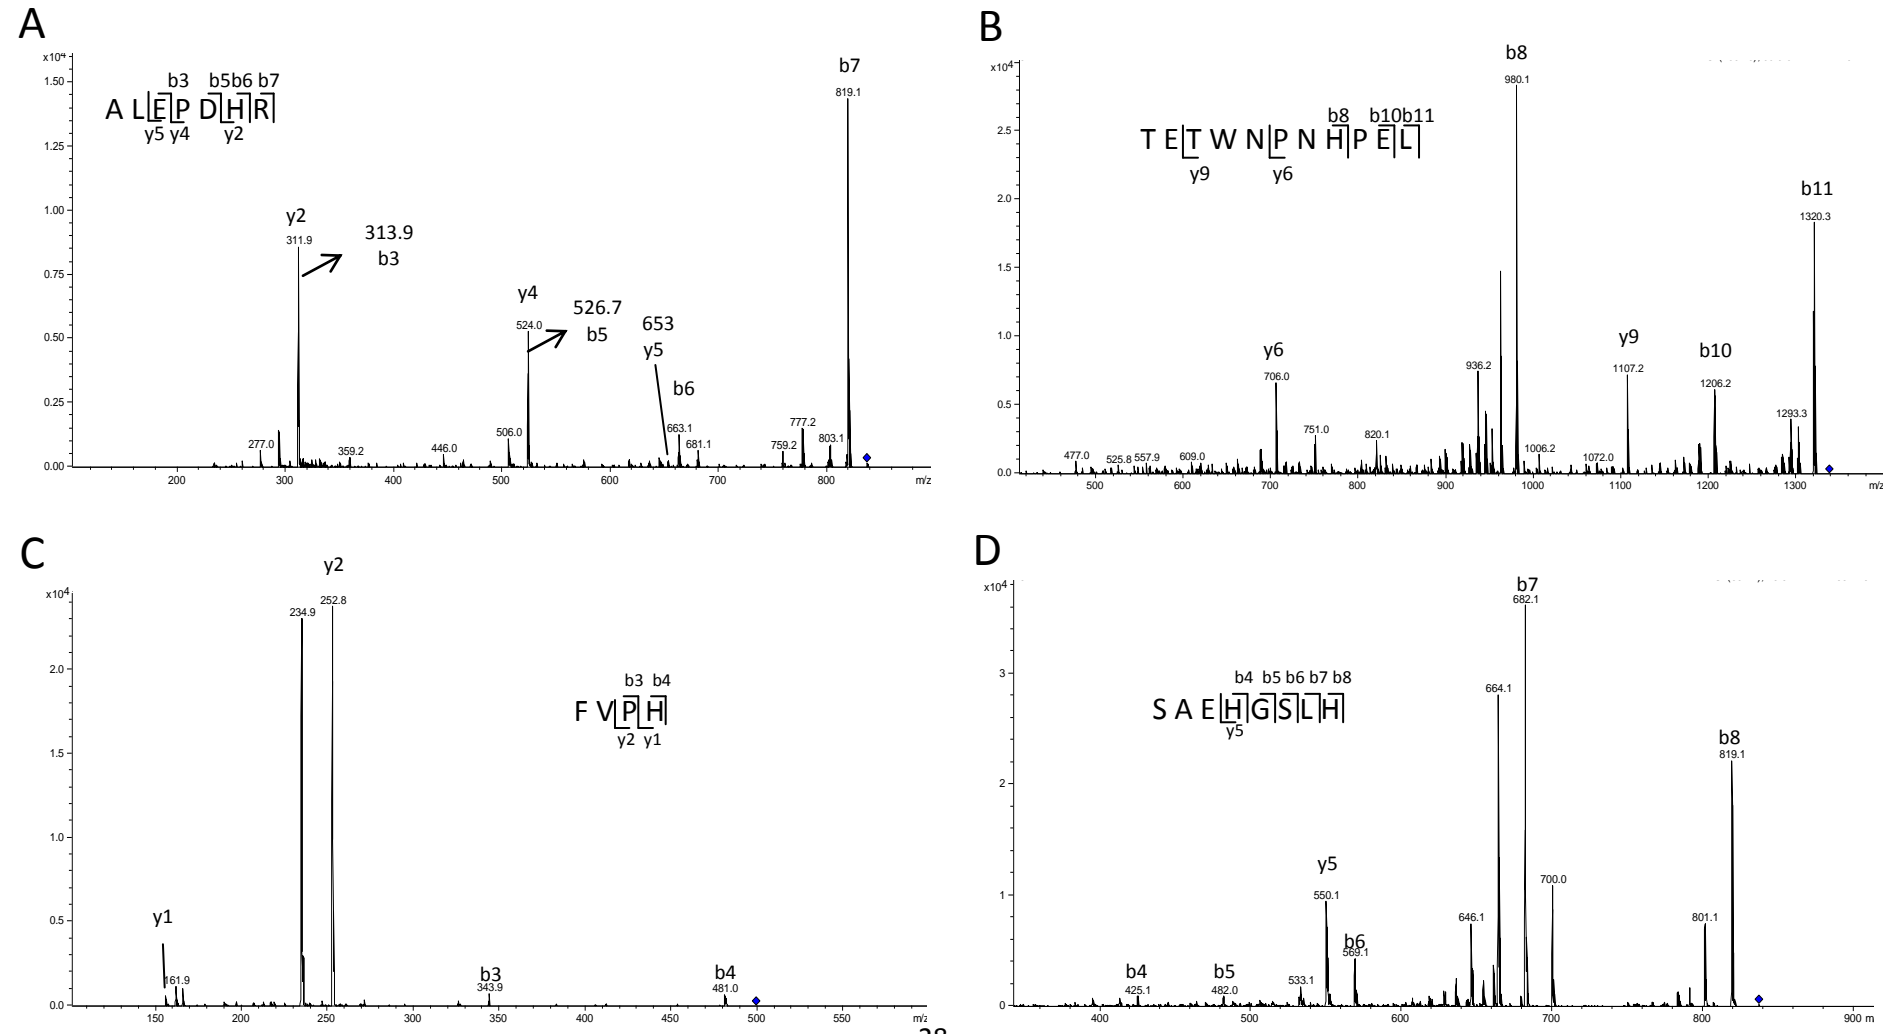 A
x10⁴
1.50
1.25
1.00
0.75
0.50
0.25
0.00
200
300
400
500
600
700
800
m/z
b3 b5b6 b7
A L E P D H R
y5 y4 y2
y2
311.9
313.9
b3
y4
524.0
526.7
b5
653
y5
b6
663.1
681.1
277.0
359.2
446.0
506.0
759.2
777.2
803.1
b7
819.1
B
x10⁴
2.5
2.0
1.5
1.0
0.5
0.0
500
600
700
800
900
1000
1100
1200
1300
m/z
b8 b10b11
T E T W N P N H P E L
y9 y6
b8
980.1
b11
1320.3
y6
706.0
936.2
y9
1107.2
b10
1206.2
1293.3
477.0
525.8
557.9
609.0
751.0
820.1
1006.2
1072.0
C
x10⁴
2.0
1.5
1.0
0.5
0.0
150
200
250
300
350
400
450
500
550
m/z
y2
252.8
234.9
b3 b4
F V P H
y2 y1
y1
161.9
b3
343.9
b4
481.0
D
x10⁴
3
2
1
0
400
500
600
700
800
900 m
b4 b5 b6 b7 b8
S A E H G S L H
y5
b7
682.1
664.1
b8
819.1
y5
550.1
b6
569.1
646.1
700.0
801.1
b4
425.1
b5
482.0
533.1